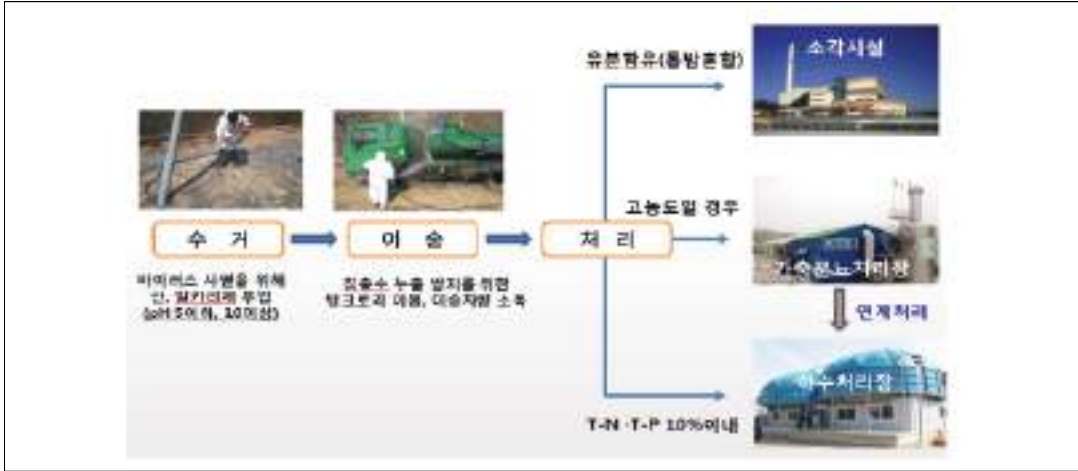 소각시설
유분함유(톱밥혼합)
고농도일 경우
수 거
이 송
처 리
가축분뇨처리장
바이러스 사멸을 위해
산, 알카리제 투입
(pH 5이하, 10이상)
침출수 누출 방지를 위한
탱크로리 이용, 이송차량 소독
연계처리
하수처리장
T-N ·T-P 10%이내